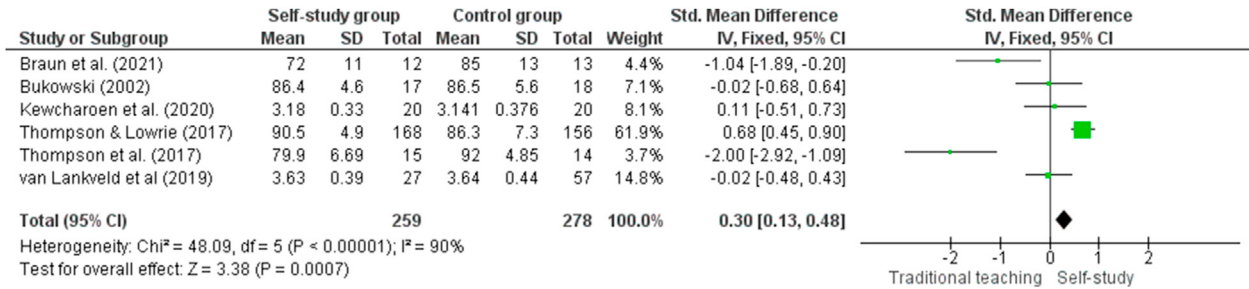 Self-study group Control group Std. Mean Difference Std. Mean Difference
Study or Subgroup Mean SD Total Mean SD Total Weight IV, Fixed, 95% CI IV, Fixed, 95% CI
Braun et al. (2021) 72 11 12 85 13 13 4.4% -1.04 [-1.89, -0.20]
Bukowski (2002) 86.4 4.6 17 86.5 5.6 18 7.1% -0.02 [-0.68, 0.64]
Kewcharoen et al. (2020) 3.18 0.33 20 3.141 0.376 20 8.1% 0.11 [-0.51, 0.73]
Thompson & Lowrie (2017) 90.5 4.9 168 86.3 7.3 156 61.9% 0.68 [0.45, 0.90]
Thompson et al. (2017) 79.9 6.69 15 92 4.85 14 3.7% -2.00 [-2.92, -1.09]
van Lankveld et al (2019) 3.63 0.39 27 3.64 0.44 57 14.8% -0.02 [-0.48, 0.43]
Total (95% CI) 259 278 100.0% 0.30 [0.13, 0.48]
Heterogeneity: Chi² = 48.09, df = 5 (P < 0.00001); I² = 90%
Test for overall effect: Z = 3.38 (P = 0.0007)
-2 -1 0 1 2
Traditional teaching Self-study